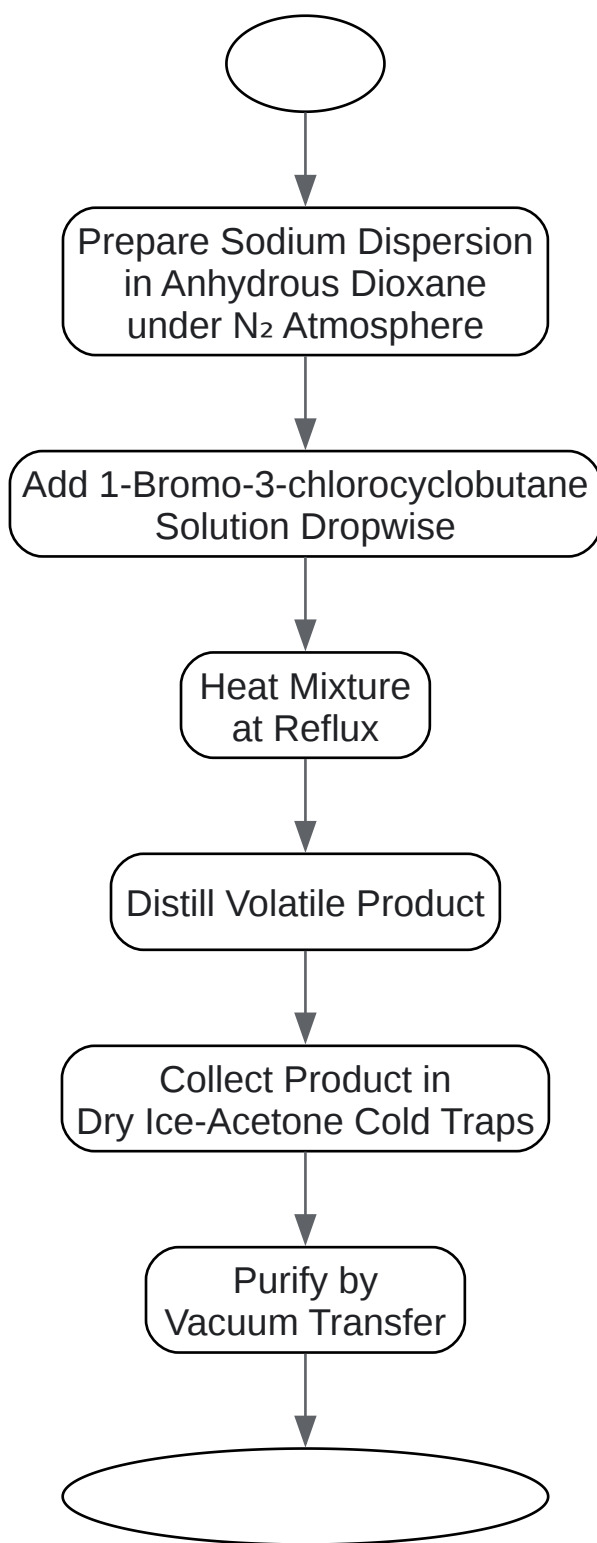 Prepare Sodium Dispersion
in Anhydrous Dioxane
under N₂ Atmosphere
Add 1-Bromo-3-chlorocyclobutane
Solution Dropwise
Heat Mixture
at Reflux
Distill Volatile Product
Collect Product in
Dry Ice-Acetone Cold Traps
Purify by
Vacuum Transfer